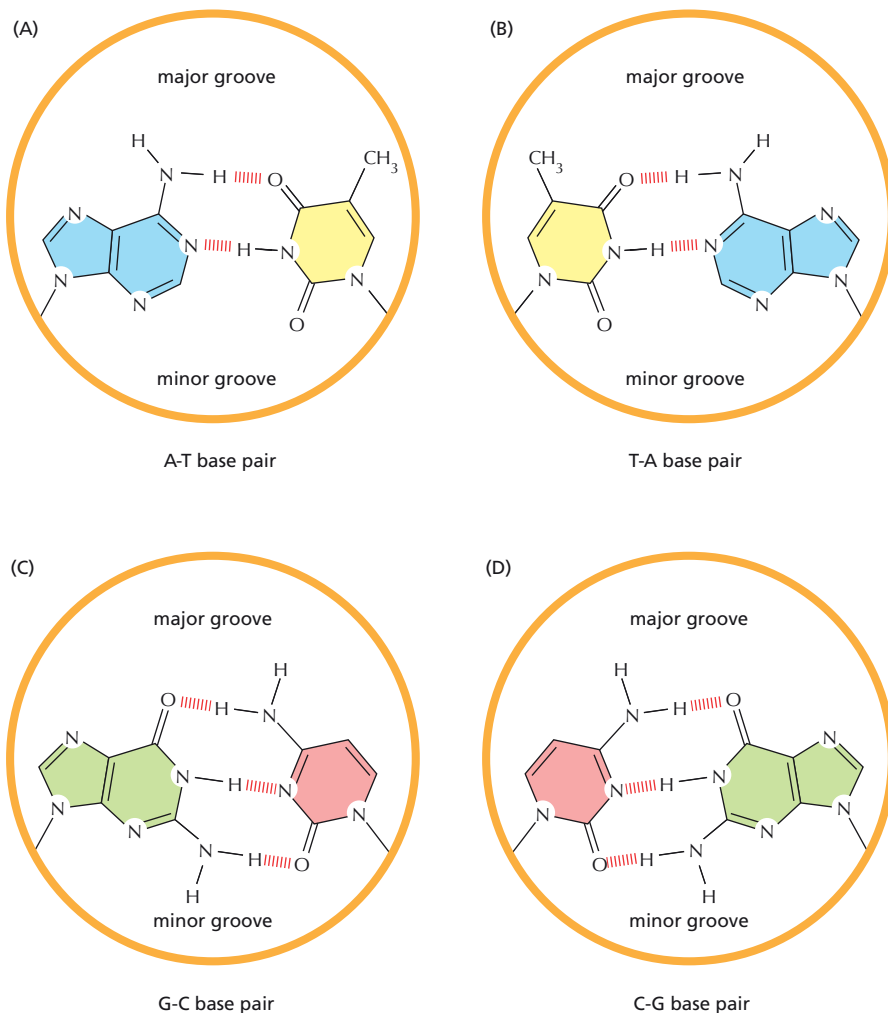 (A)
major groove
H
N H O CH3
N N H N
N N N
O
minor groove
A-T base pair
(B)
major groove
CH3 H
O H N
N H N N
N N N
O
minor groove
T-A base pair
(C)
major groove
H
O H N
N N H N
N N N
N H O
H
minor groove
G-C base pair
(D)
major groove
H
N H O
N H N N
N N N
O H N
H
minor groove
C-G base pair